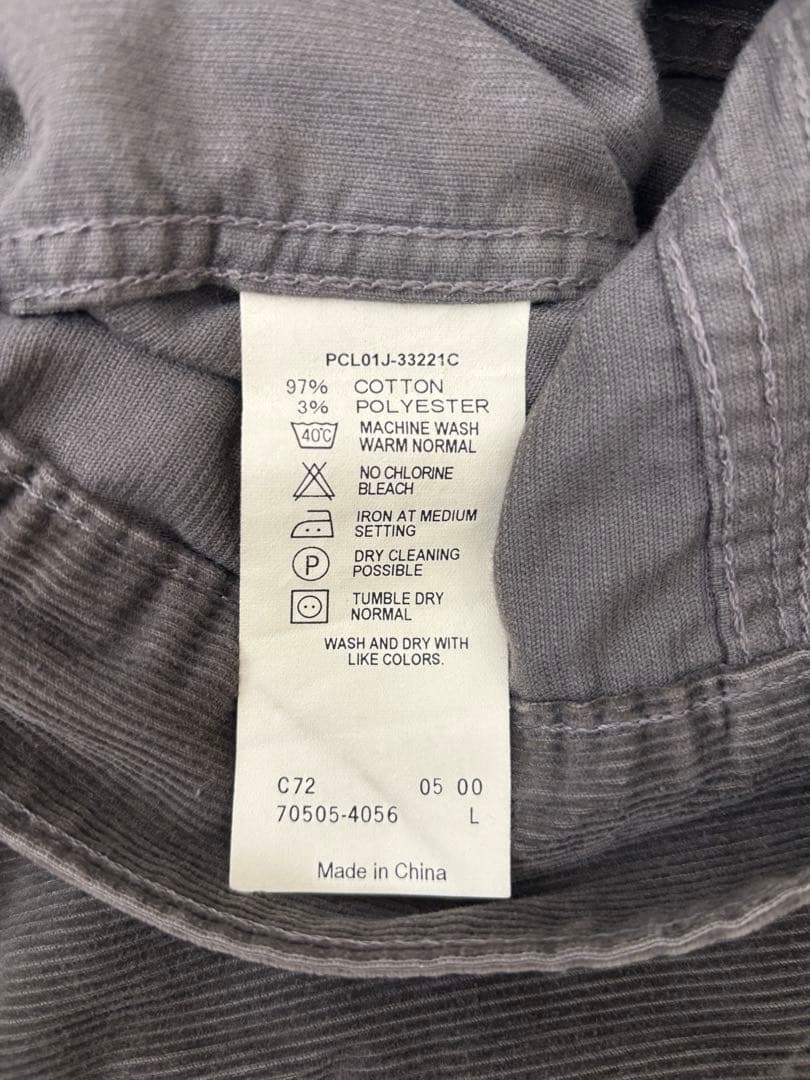 PCL01J-33221C
97% COTTON
3% POLYESTER
40℃ MACHINE WASH
WARM NORMAL
NO CHLORINE
BLEACH
IRON AT MEDIUM
SETTING
P DRY CLEANING
POSSIBLE
TUMBLE DRY
NORMAL
WASH AND DRY WITH
LIKE COLORS.
C72 05 00
70505-4056 L
Made in China